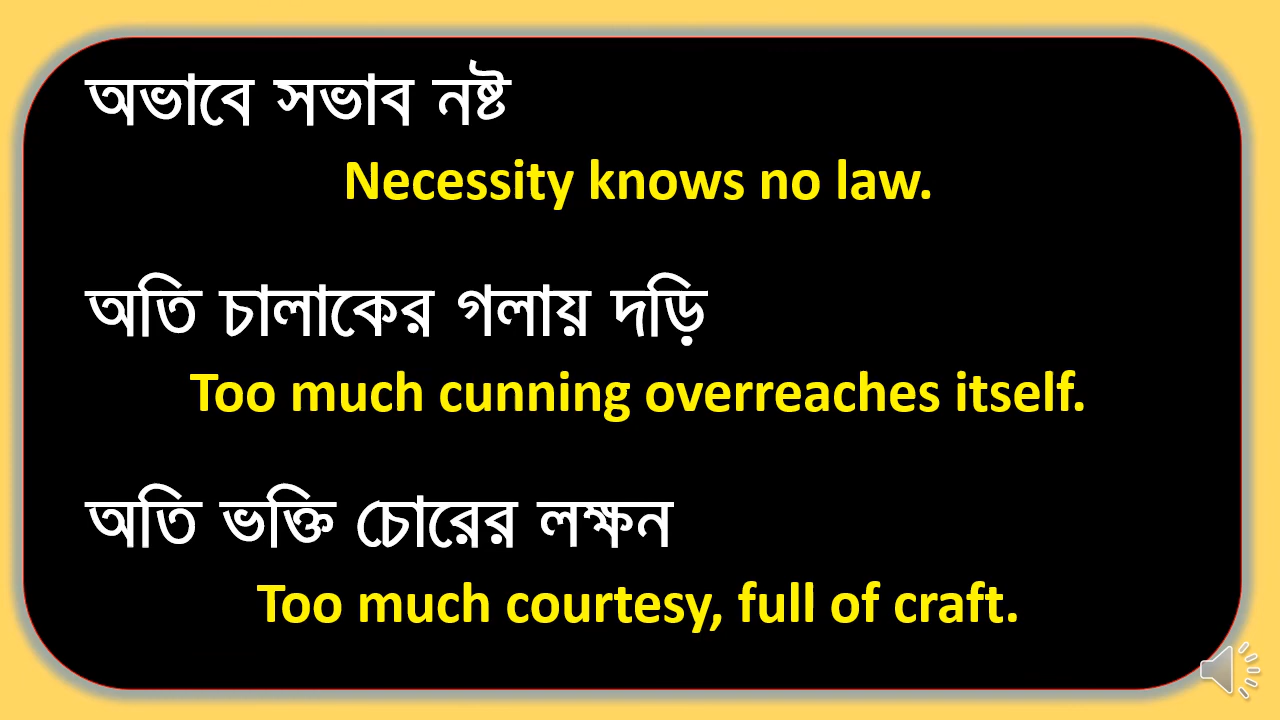 অভাবে সভাব নষ্ট
Necessity knows no law.
অতি চালাকের গলায় দড়ি
Too much cunning overreaches itself.
অতি ভক্তি চোরের লক্ষন
Too much courtesy, full of craft.